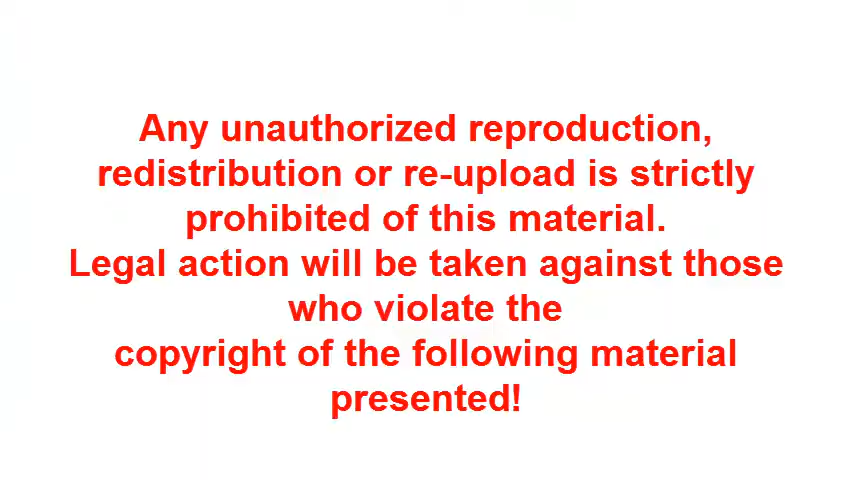 Any unauthorized reproduction,
redistribution or re-upload is strictly
prohibited of this material.
Legal action will be taken against those
who violate the
copyright of the following material
presented!